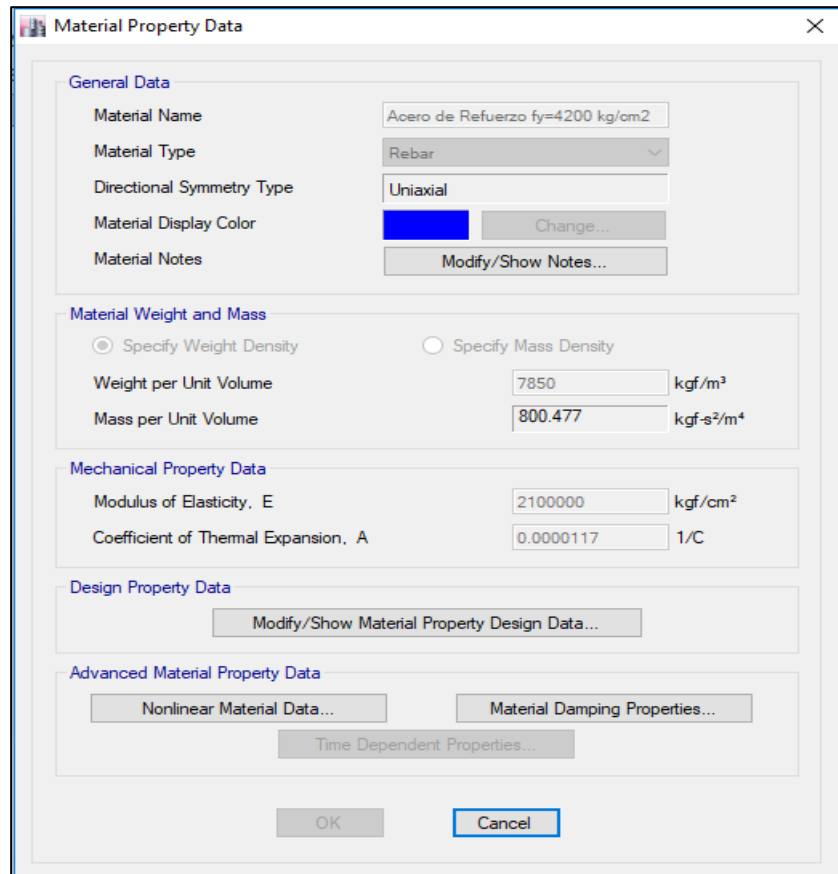 Material Property Data
General Data
Material Name Acero de Refuerzo fy=4200 kg/cm2
Material Type Rebar
Directional Symmetry Type Uniaxial
Material Display Color Change...
Material Notes Modify/Show Notes...
Material Weight and Mass
Specify Weight Density Specify Mass Density
Weight per Unit Volume 7850 kgf/m³
Mass per Unit Volume 800.477 kgf-s²/m⁴
Mechanical Property Data
Modulus of Elasticity, E 2100000 kgf/cm²
Coefficient of Thermal Expansion, A 0.0000117 1/C
Design Property Data
Modify/Show Material Property Design Data...
Advanced Material Property Data
Nonlinear Material Data... Material Damping Properties...
Time Dependent Properties...
OK Cancel